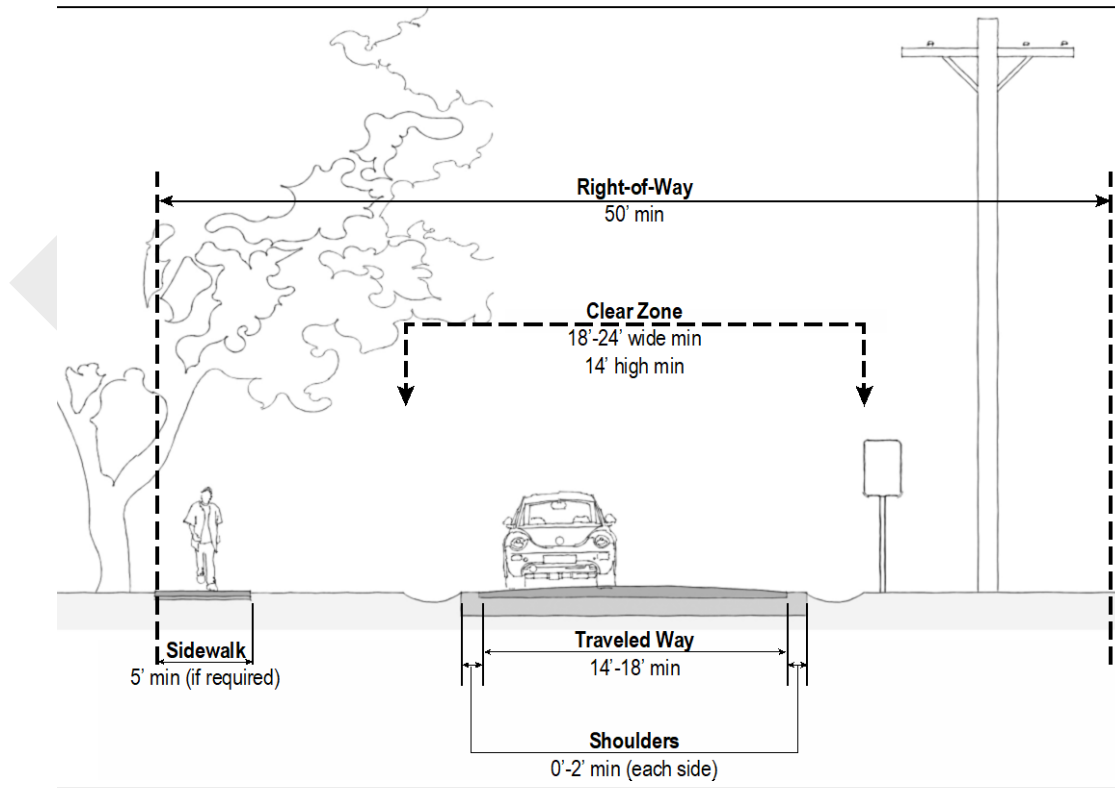 Right-of-Way
50’ min
Clear Zone
18’-24’ wide min
14’ high min
Sidewalk
5’ min (if required)
Traveled Way
14’-18’ min
Shoulders
0’-2’ min (each side)